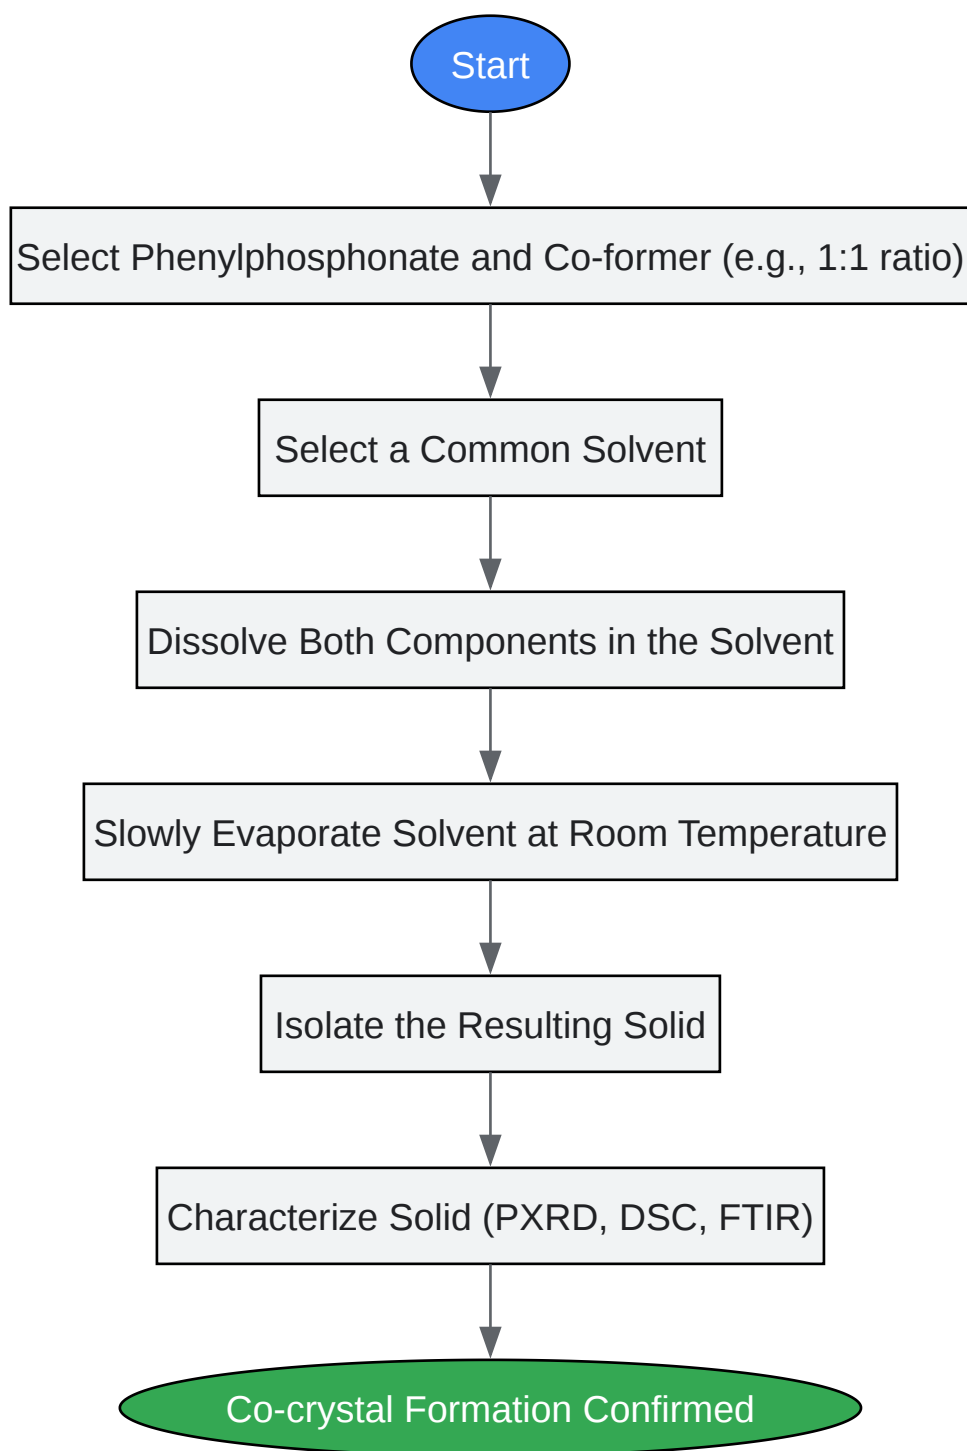 Start
Select Phenylphosphonate and Co-former (e.g., 1:1 ratio)
Select a Common Solvent
Dissolve Both Components in the Solvent
Slowly Evaporate Solvent at Room Temperature
Isolate the Resulting Solid
Characterize Solid (PXRD, DSC, FTIR)
Co-crystal Formation Confirmed